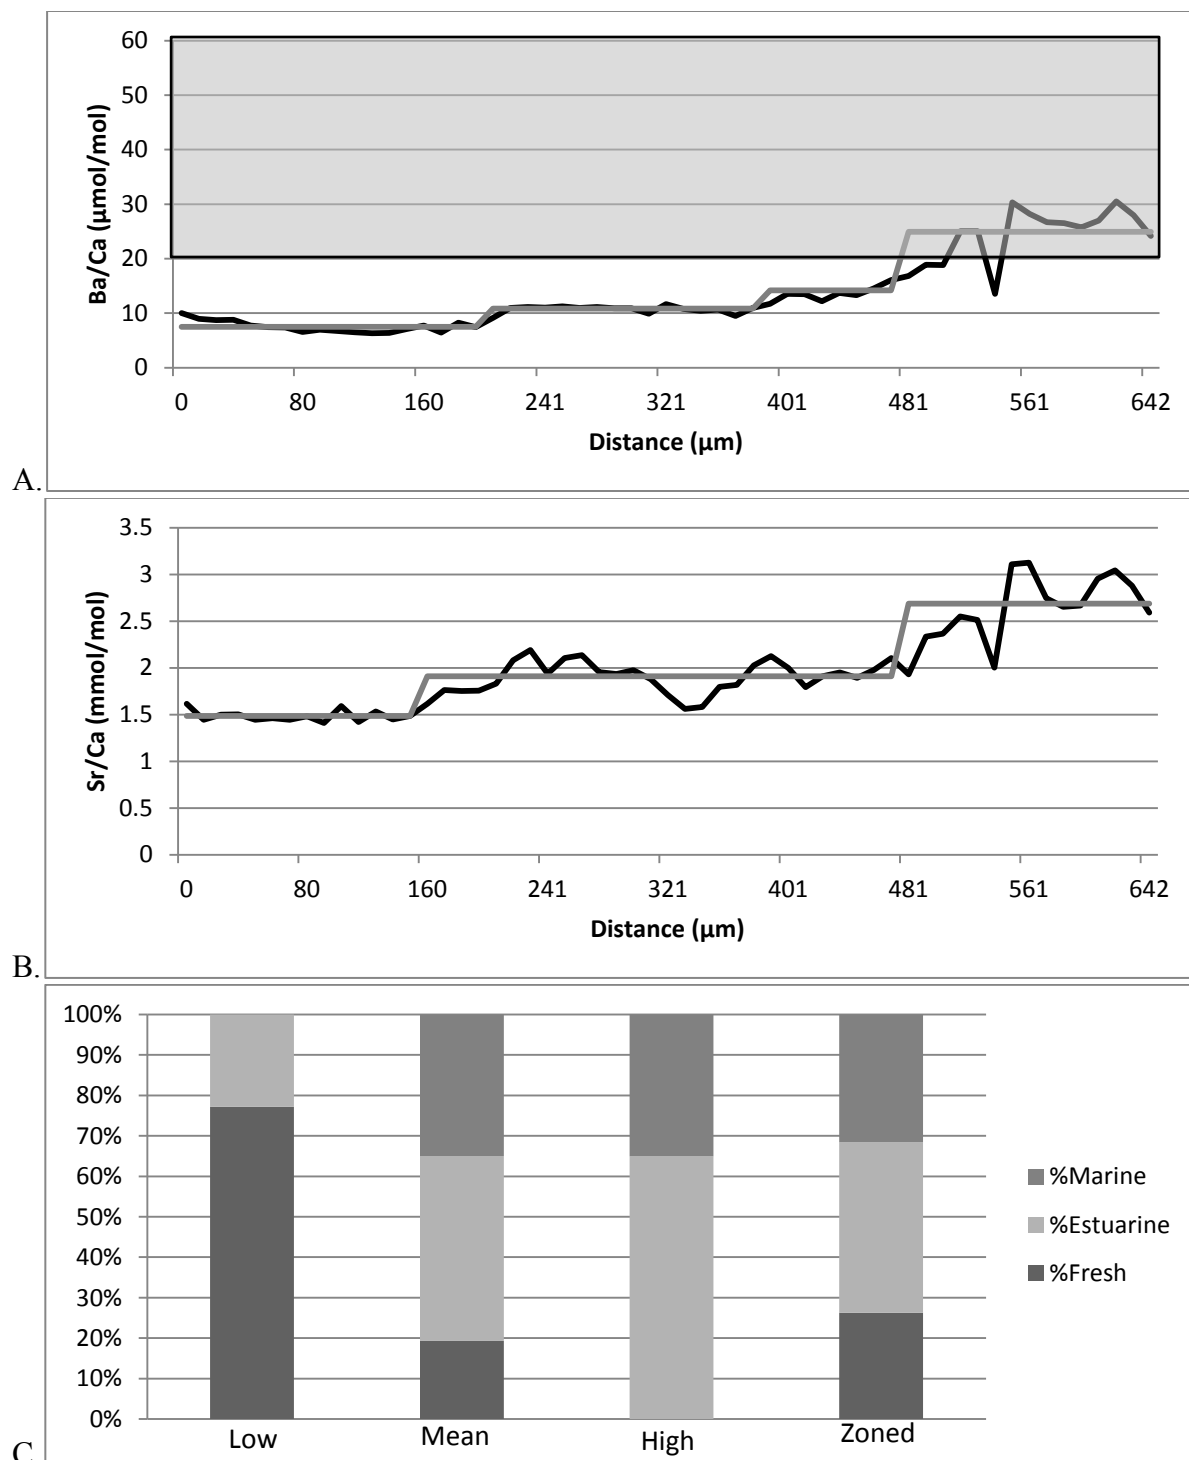 60
50
40
30
20
10
0
Ba/Ca (µmol/mol)
0 80 160 241 321 401 481 561 642
Distance (µm)
A.
3.5
3
2.5
2
1.5
1
0.5
0
Sr/Ca (mmol/mol)
0 80 160 241 321 401 481 561 642
Distance (µm)
B.
100%
90%
80%
70%
60%
50%
40%
30%
20%
10%
0%
Low Mean High Zoned
%Marine
%Estuarine
%Fresh
C